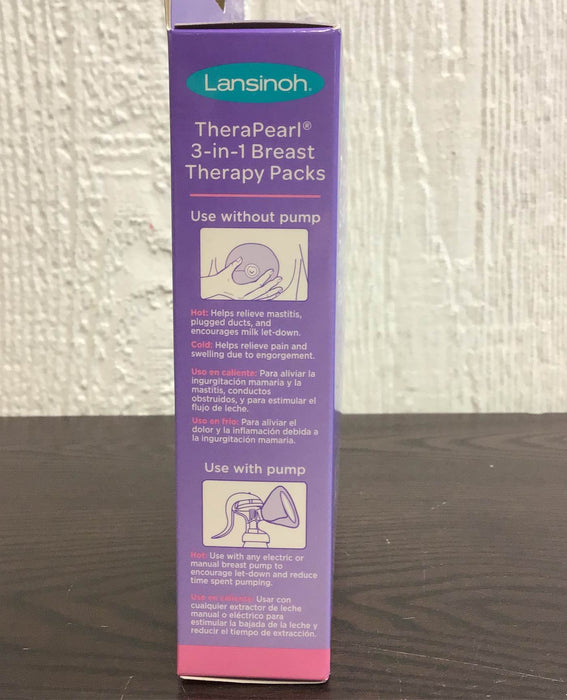 Lansinoh®
TheraPearl®
3-in-1 Breast
Therapy Packs
Use without pump
Hot: Helps relieve mastitis,
plugged ducts, and
encourages milk let-down.
Cold: Helps relieve pain and
swelling due to engorgement.
Uso en caliente: Para aliviar la
ingurgitación mamaria y la
mastitis, conductos
obstruidos, y para estimular el
flujo de leche.
Uso en frío: Para aliviar el
dolor y la inflamación debida a
la ingurgitación mamaria.
Use with pump
Hot: Use with any electric or
manual breast pump to
encourage let-down and reduce
time spent pumping.
Uso en caliente: Usar con
cualquier extractor de leche
manual o eléctrico para
estimular la bajada de la leche y
reducir el tiempo de extracción.